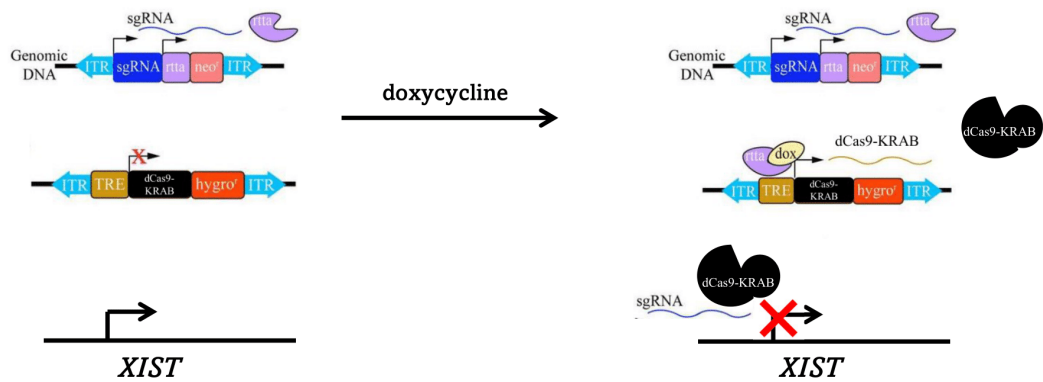 sgRNA
rtta
Genomic
DNA
ITR sgRNA rtta neoʳ ITR
X
ITR TRE dCas9-
KRAB hygroʳ ITR
XIST
doxycycline
sgRNA
rtta
Genomic
DNA
ITR sgRNA rtta neoʳ ITR
dCas9-KRAB
rtta dox dCas9-KRAB
ITR TRE dCas9-
KRAB hygroʳ ITR
dCas9-KRAB
sgRNA
XIST